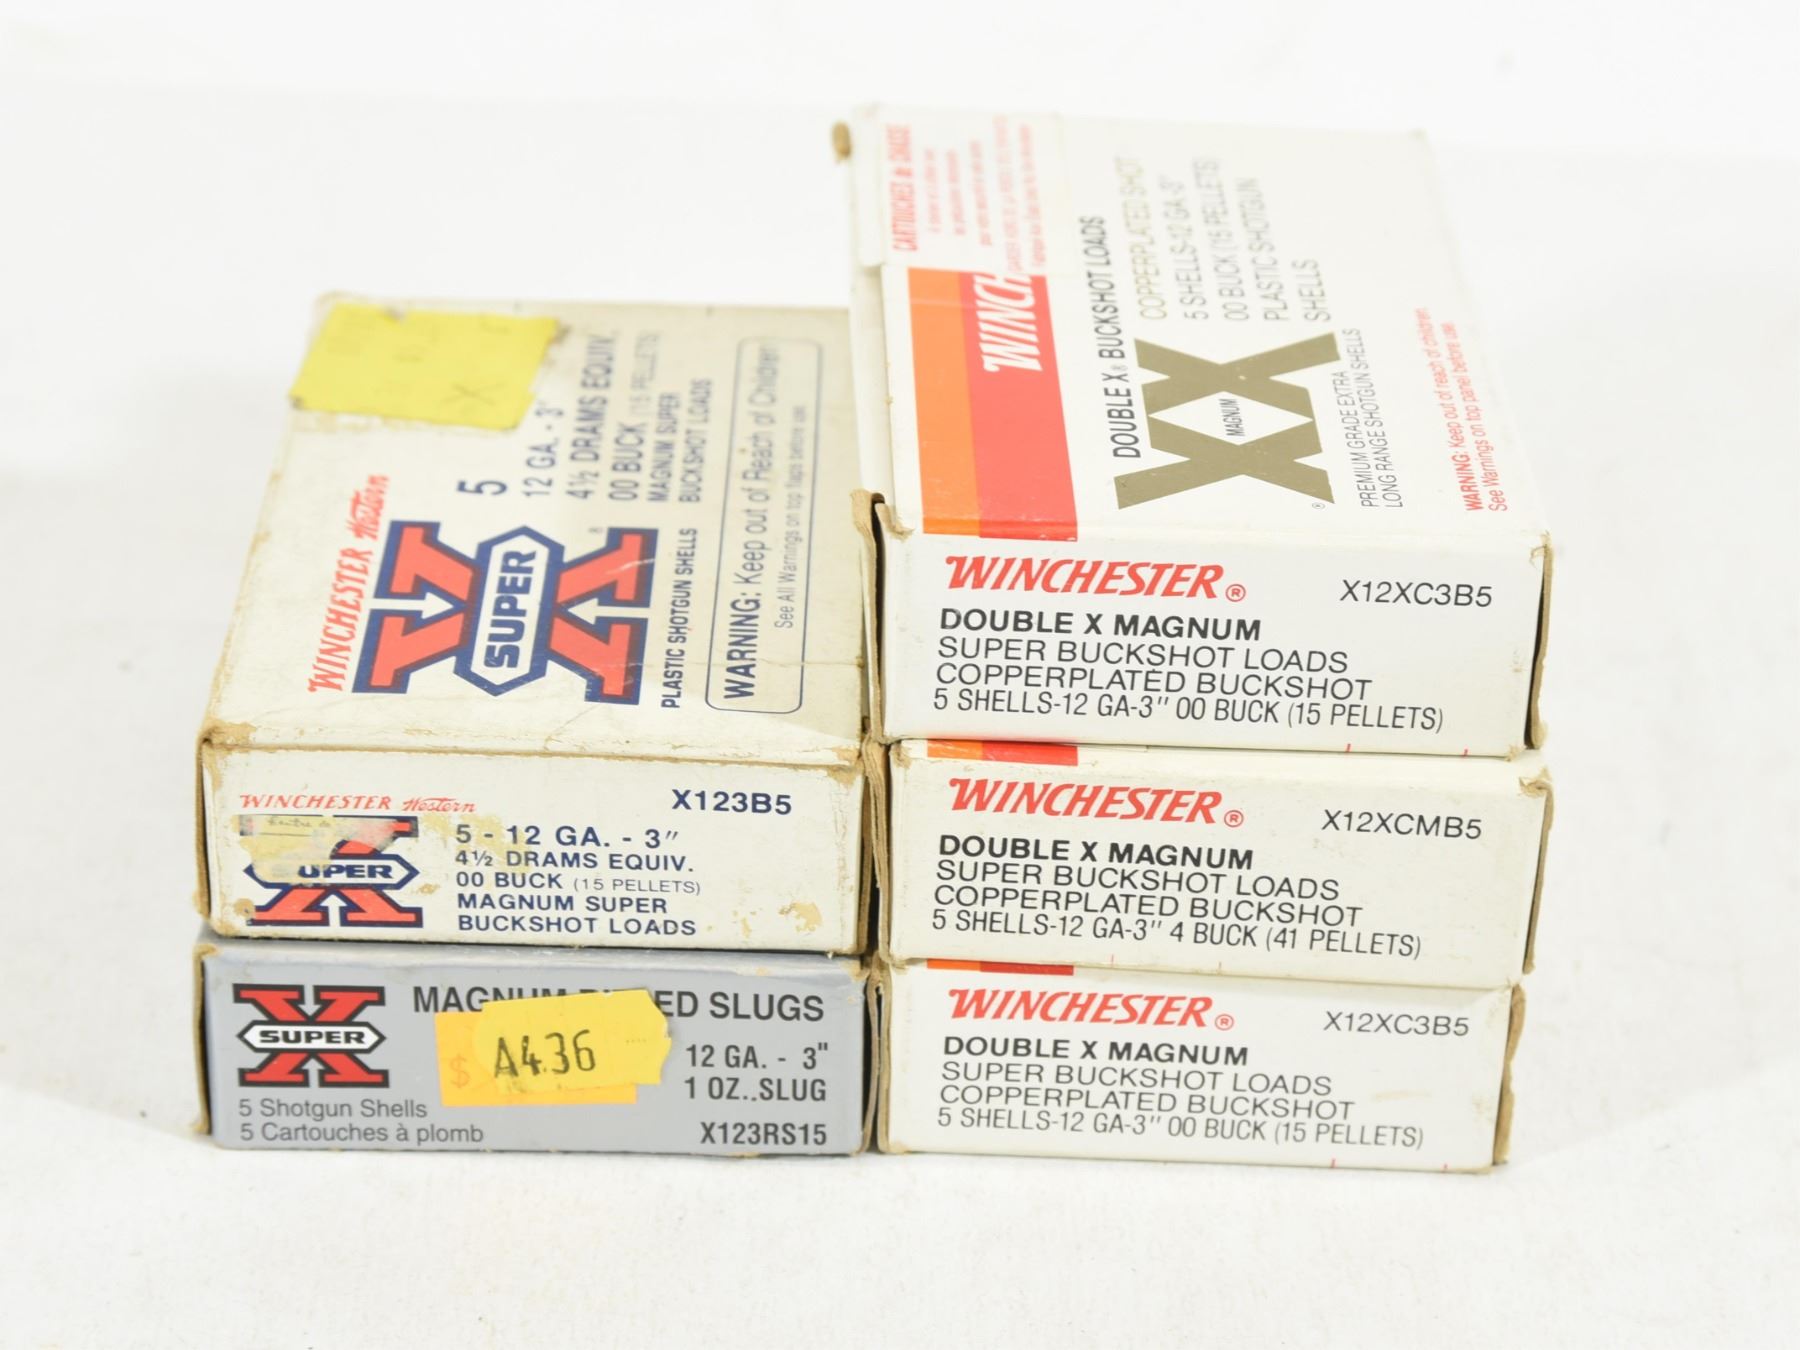 WINCHESTER Western
SUPER X
5
12 GA. - 3"
4½ DRAMS EQUIV.
00 BUCK (15 PELLETS)
MAGNUM SUPER
BUCKSHOT LOADS
PLASTIC SHOTGUN SHELLS
WARNING: Keep out of Reach of Children
See All Warnings on top flaps before use
WINCHESTER Western
X123B5
SUPER X
5 - 12 GA. - 3"
4½ DRAMS EQUIV.
00 BUCK (15 PELLETS)
MAGNUM SUPER
BUCKSHOT LOADS
SUPER X
MAGNUM ED SLUGS
A4.36
$
12 GA. - 3"
1 OZ..SLUG
5 Shotgun Shells
5 Cartouches à plomb
X123RS15
CARTOUCHES de CHASSE
WINCH
DOUBLE X® BUCKSHOT LOADS
XX
MAGNUM
®
COPPERPLATED SHOT
5 SHELLS-12 GA-3"
00 BUCK (15 PELLETS)
PLASTIC SHOTGUN
SHELLS
PREMIUM GRADE EXTRA
LONG RANGE SHOTGUN SHELLS
WARNING: Keep out of reach of children.
See Warnings on top panel before use.
WINCHESTER®
X12XC3B5
DOUBLE X MAGNUM
SUPER BUCKSHOT LOADS
COPPERPLATED BUCKSHOT
5 SHELLS-12 GA-3" 00 BUCK (15 PELLETS)
WINCHESTER®
X12XCMB5
DOUBLE X MAGNUM
SUPER BUCKSHOT LOADS
COPPERPLATED BUCKSHOT
5 SHELLS-12 GA-3" 4 BUCK (41 PELLETS)
WINCHESTER®
X12XC3B5
DOUBLE X MAGNUM
SUPER BUCKSHOT LOADS
COPPERPLATED BUCKSHOT
5 SHELLS-12 GA-3" 00 BUCK (15 PELLETS)